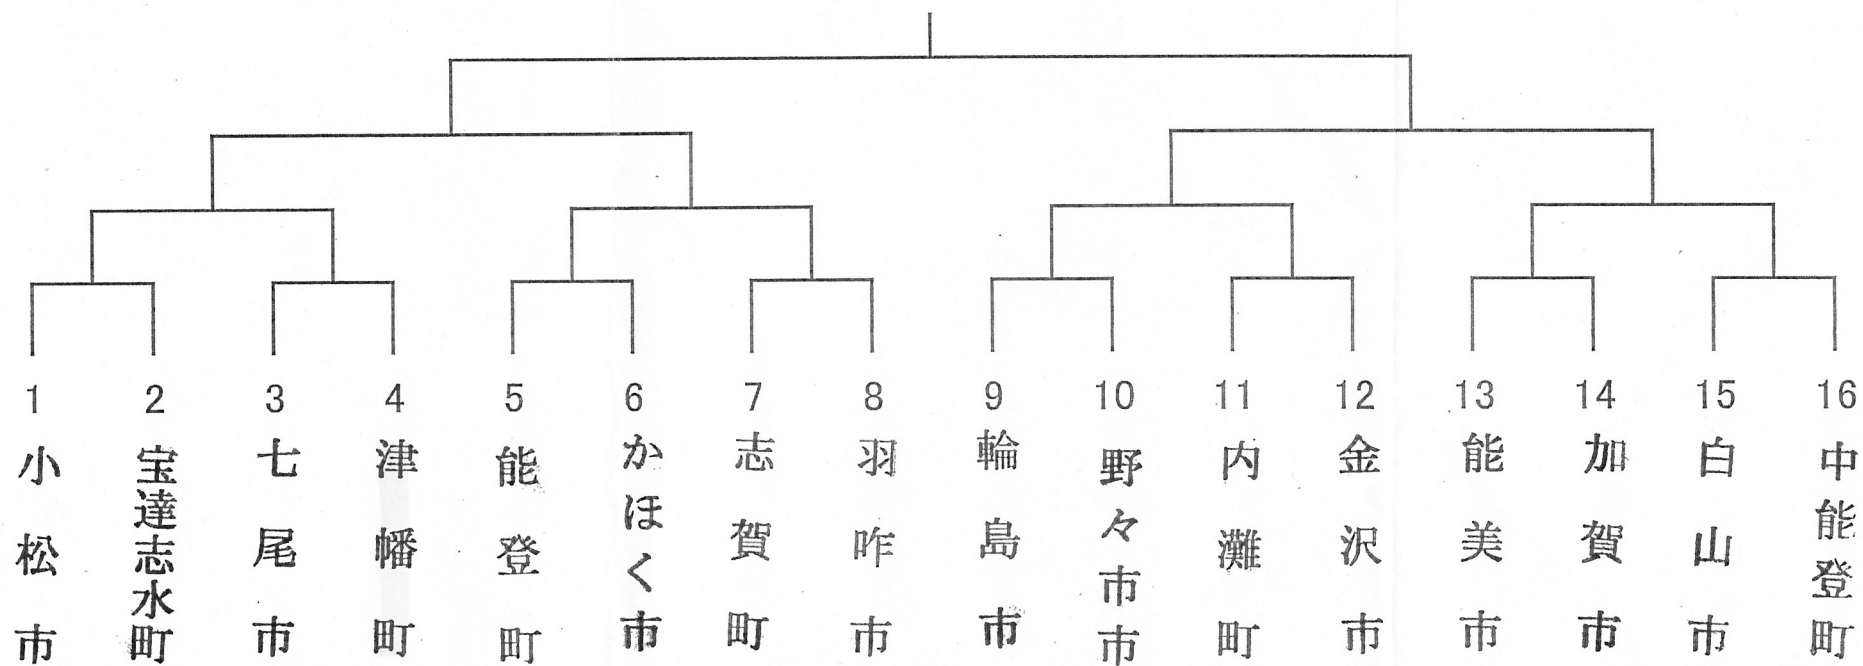 1 2 3 4 5 6 7 8 9 10 11 12 13 14 15 16
小松市
宝達志水町
七尾市
津幡町
能登町
かほく市
志賀町
羽咋市
輪島市
野々市市
内灘町
金沢市
能美市
加賀市
白山市
中能登町